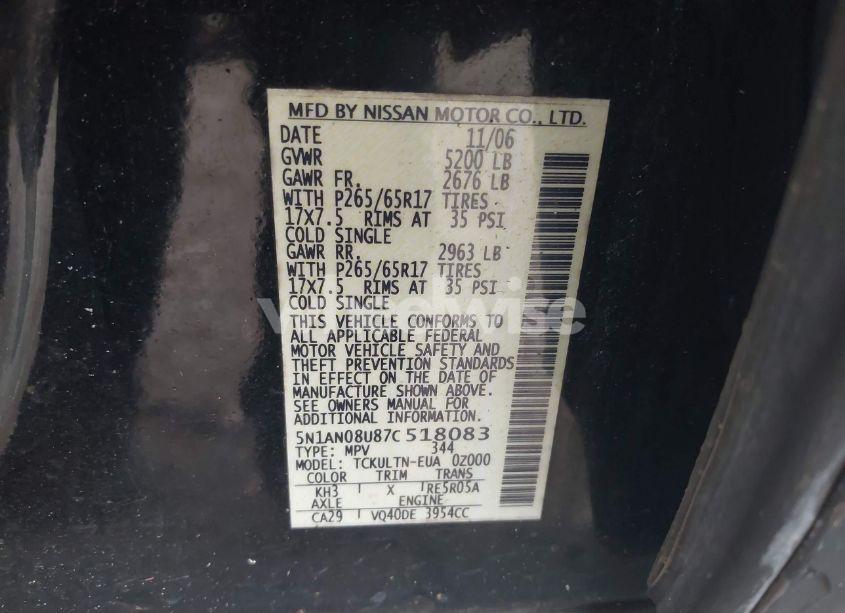 MFD BY NISSAN MOTOR CO., LTD.
DATE 11/06
GVWR 5200 LB
GAWR FR. 2676 LB
WITH P265/65R17 TIRES
17X7.5 RIMS AT 35 PSI
COLD SINGLE
GAWR RR. 2963 LB
WITH P265/65R17 TIRES
17X7.5 RIMS AT 35 PSI
COLD SINGLE
THIS VEHICLE CONFORMS TO
ALL APPLICABLE FEDERAL
MOTOR VEHICLE SAFETY AND
THEFT PREVENTION STANDARDS
IN EFFECT ON THE DATE OF
MANUFACTURE SHOWN ABOVE.
SEE OWNERS MANUAL FOR
ADDITIONAL INFORMATION.
5N1AN08U87C518083
TYPE: MPV 344
MODEL: TCKULTN-EUA 0Z000
COLOR TRIM TRANS
KH3 X RE5R05A
AXLE ENGINE
CA29 VQ40DE 3954CC